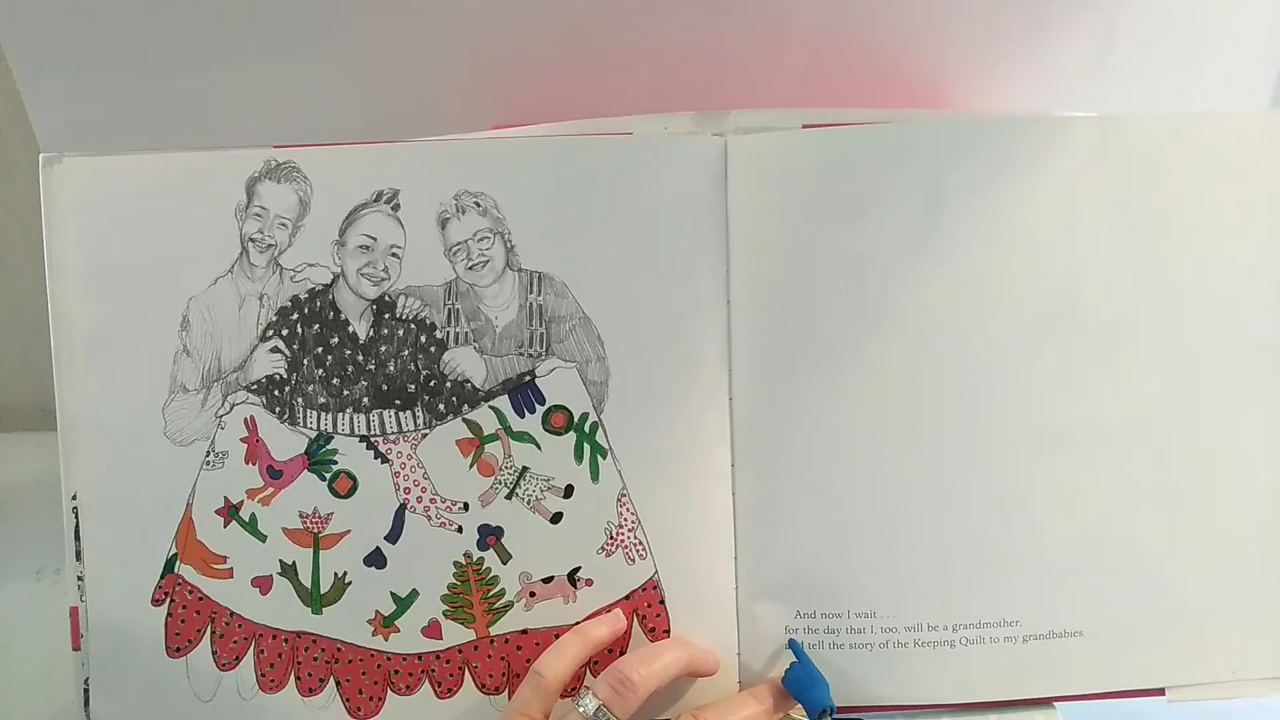 And now I wait . . .
for the day that I, too, will be a grandmother,
tell the story of the Keeping Quilt to my grandbabies.